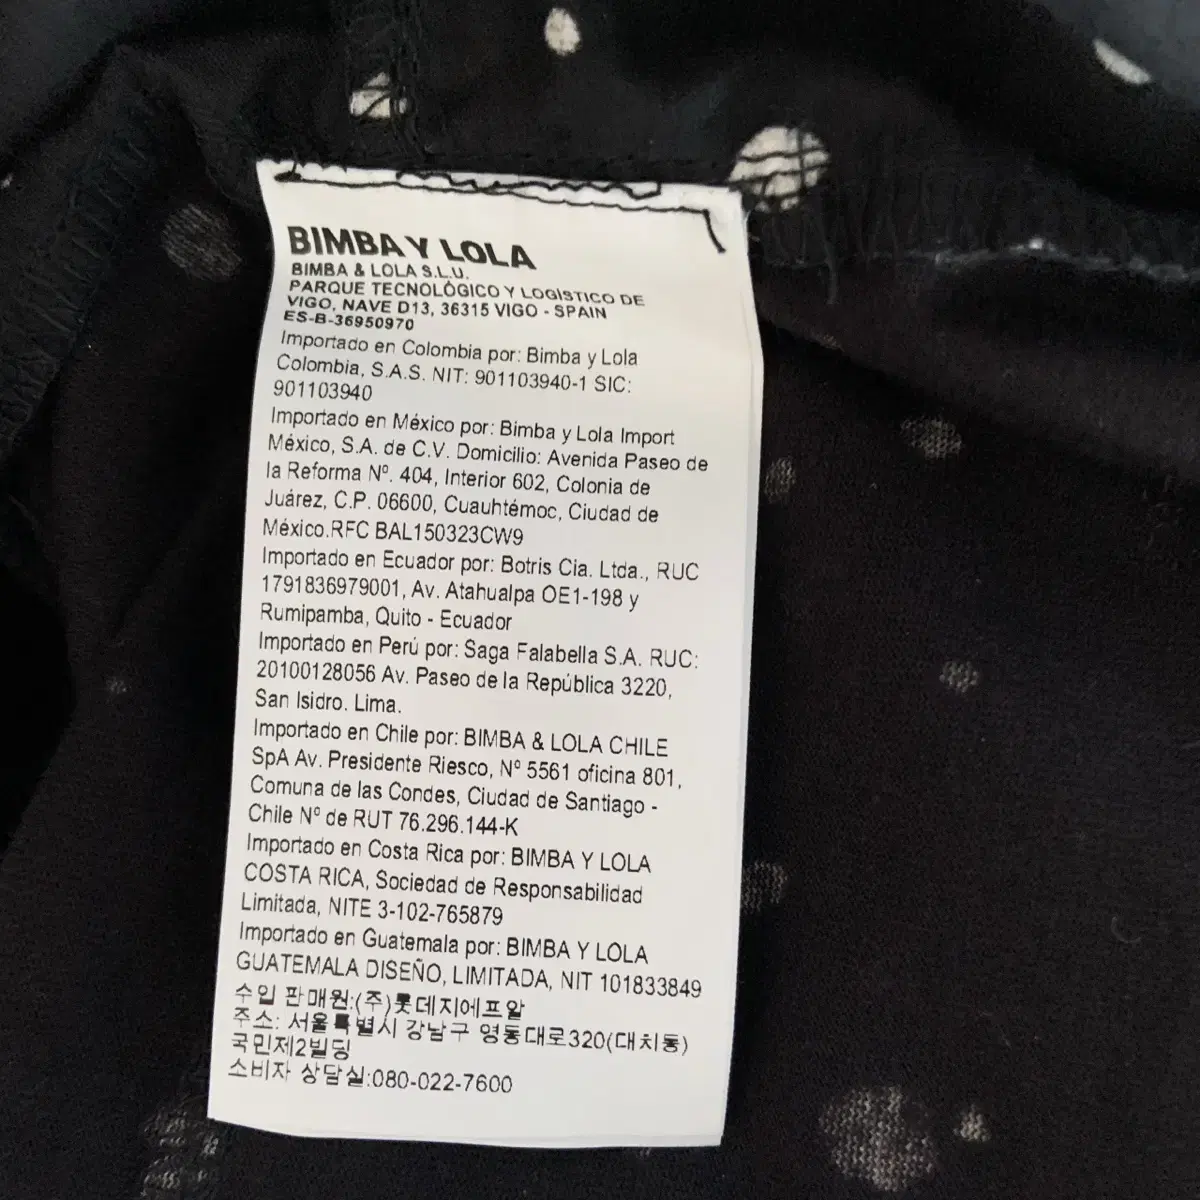 BIMBA Y LOLA
BIMBA & LOLA S.L.U.
PARQUE TECNOLÓGICO Y LOGÍSTICO DE
VIGO, NAVE D13, 36315 VIGO - SPAIN
ES-B-36950970
Importado en Colombia por: Bimba y Lola
Colombia, S.A.S. NIT: 901103940-1 SIC:
901103940
Importado en México por: Bimba y Lola Import
México, S.A. de C.V. Domicilio: Avenida Paseo de
la Reforma Nº. 404, Interior 602, Colonia de
Juárez, C.P. 06600, Cuauhtémoc, Ciudad de
México.RFC BAL150323CW9
Importado en Ecuador por: Botris Cia. Ltda., RUC
1791836979001, Av. Atahualpa OE1-198 y
Rumipamba, Quito - Ecuador
Importado en Perú por: Saga Falabella S.A. RUC:
20100128056 Av. Paseo de la República 3220,
San Isidro. Lima.
Importado en Chile por: BIMBA & LOLA CHILE
SpA Av. Presidente Riesco, Nº 5561 oficina 801,
Comuna de las Condes, Ciudad de Santiago -
Chile Nº de RUT 76.296.144-K
Importado en Costa Rica por: BIMBA Y LOLA
COSTA RICA, Sociedad de Responsabilidad
Limitada, NITE 3-102-765879
Importado en Guatemala por: BIMBA Y LOLA
GUATEMALA DISEÑO, LIMITADA, NIT 101833849
수입 판매원:(주)롯데지에프알
주소: 서울특별시 강남구 영동대로320(대치동)
국민제2빌딩
소비자 상담실:080-022-7600